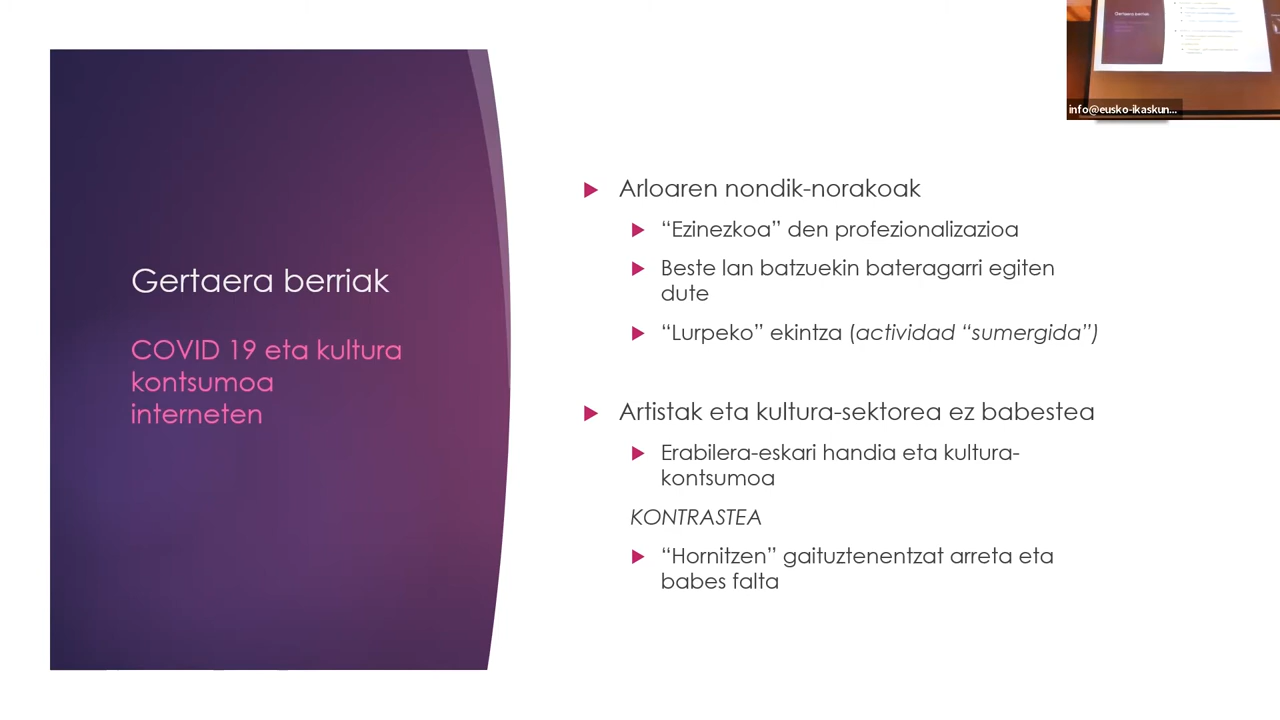 Gertaera berriak
COVID 19 eta kultura
kontsumoa
interneten
Arloaren nondik-norakoak
“Ezinezkoa” den profezionalizazioa
Beste lan batzuekin bateragarri egiten
dute
“Lurpeko” ekintza (actividad “sumergida”)
Artistak eta kultura-sektorea ez babestea
Erabilera-eskari handia eta kultura-
kontsumoa
KONTRASTEA
“Hornitzen” gaituztenentzat arreta eta
babes falta
Gertaera berriak
info@eusko-ikaskun...